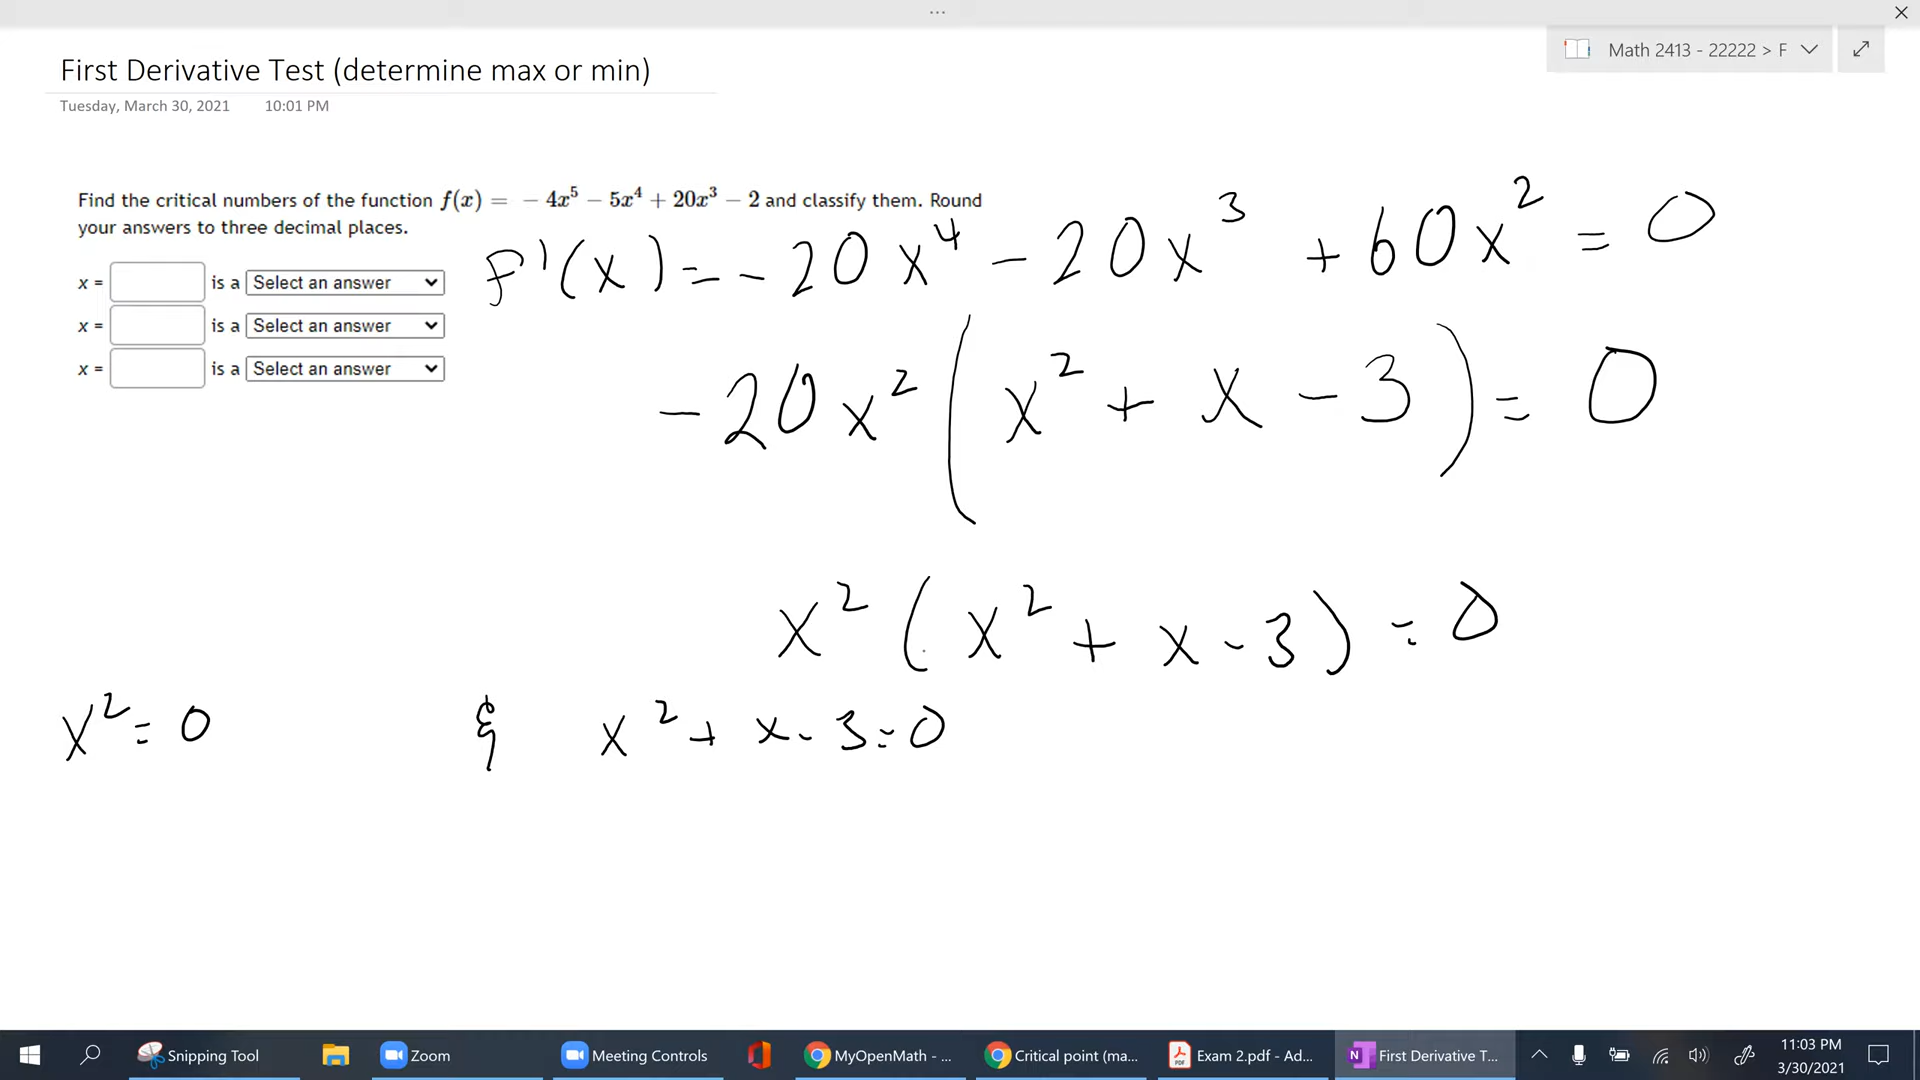 ...
Math 2413 - 22222 > F
First Derivative Test (determine max or min)
Tuesday, March 30, 2021 10:01 PM
Find the critical numbers of the function f(x) = − 4x⁵ − 5x⁴ + 20x³ − 2 and classify them. Round
your answers to three decimal places.
x = is a Select an answer
x = is a Select an answer
x = is a Select an answer
f'(x) = -20x⁴ - 20x³ + 60x² = 0
-20x² (x² + x - 3) = 0
x² (x² + x - 3) = 0
x² = 0 & x² + x - 3 = 0
Snipping Tool
Zoom
Meeting Controls
MyOpenMath - ...
Critical point (ma...
Exam 2.pdf - Ad...
First Derivative T...
11:03 PM
3/30/2021